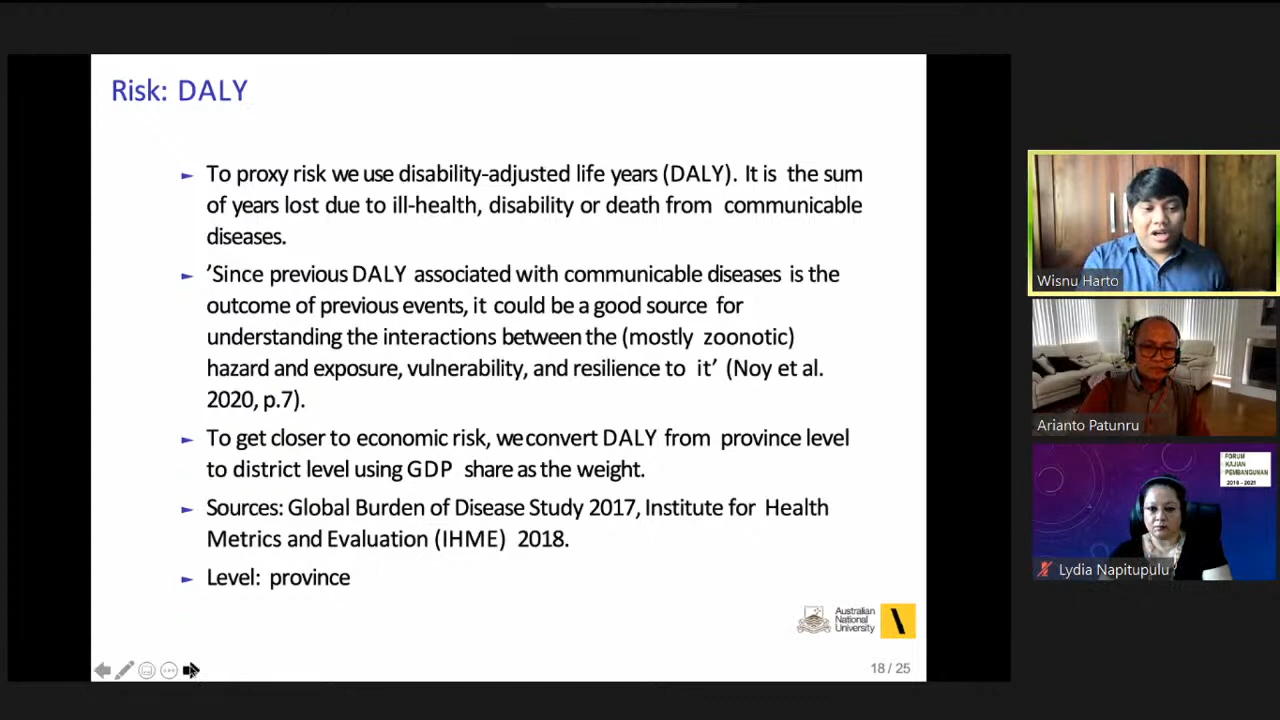 Risk: DALY
To proxy risk we use disability-adjusted life years (DALY). It is the sum
of years lost due to ill-health, disability or death from communicable
diseases.
’Since previous DALY associated with communicable diseases is the
outcome of previous events, it could be a good source for
understanding the interactions between the (mostly zoonotic)
hazard and exposure, vulnerability, and resilience to it’ (Noy et al.
2020, p.7).
To get closer to economic risk, we convert DALY from province level
to district level using GDP share as the weight.
Sources: Global Burden of Disease Study 2017, Institute for Health
Metrics and Evaluation (IHME) 2018.
Level: province
Australian
National
University
18 / 25
Wisnu Harto
Arianto Patunru
FORUM
KAJIAN
PEMBANGUNAN
2016 - 2021
Lydia Napitupulu